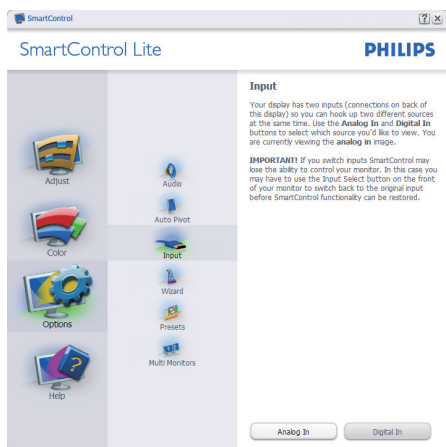 SmartControl
SmartControl Lite
PHILIPS
Adjust
Color
Options
Help
Audio
Auto Pivot
Input
Wizard
Presets
Multi Monitors
Input
Your display has two inputs (connections on back of
this display) so you can hook up two different sources
at the same time. Use the Analog In and Digital In
buttons to select which source you'd like to view. You
are currently viewing the analog in image.
IMPORTANT! If you switch inputs SmartControl may
lose the ability to control your monitor. In this case you
may have to use the Input Select button on the front
of your monitor to switch back to the original input
before SmartControl functionality can be restored.
Analog In
Digital In